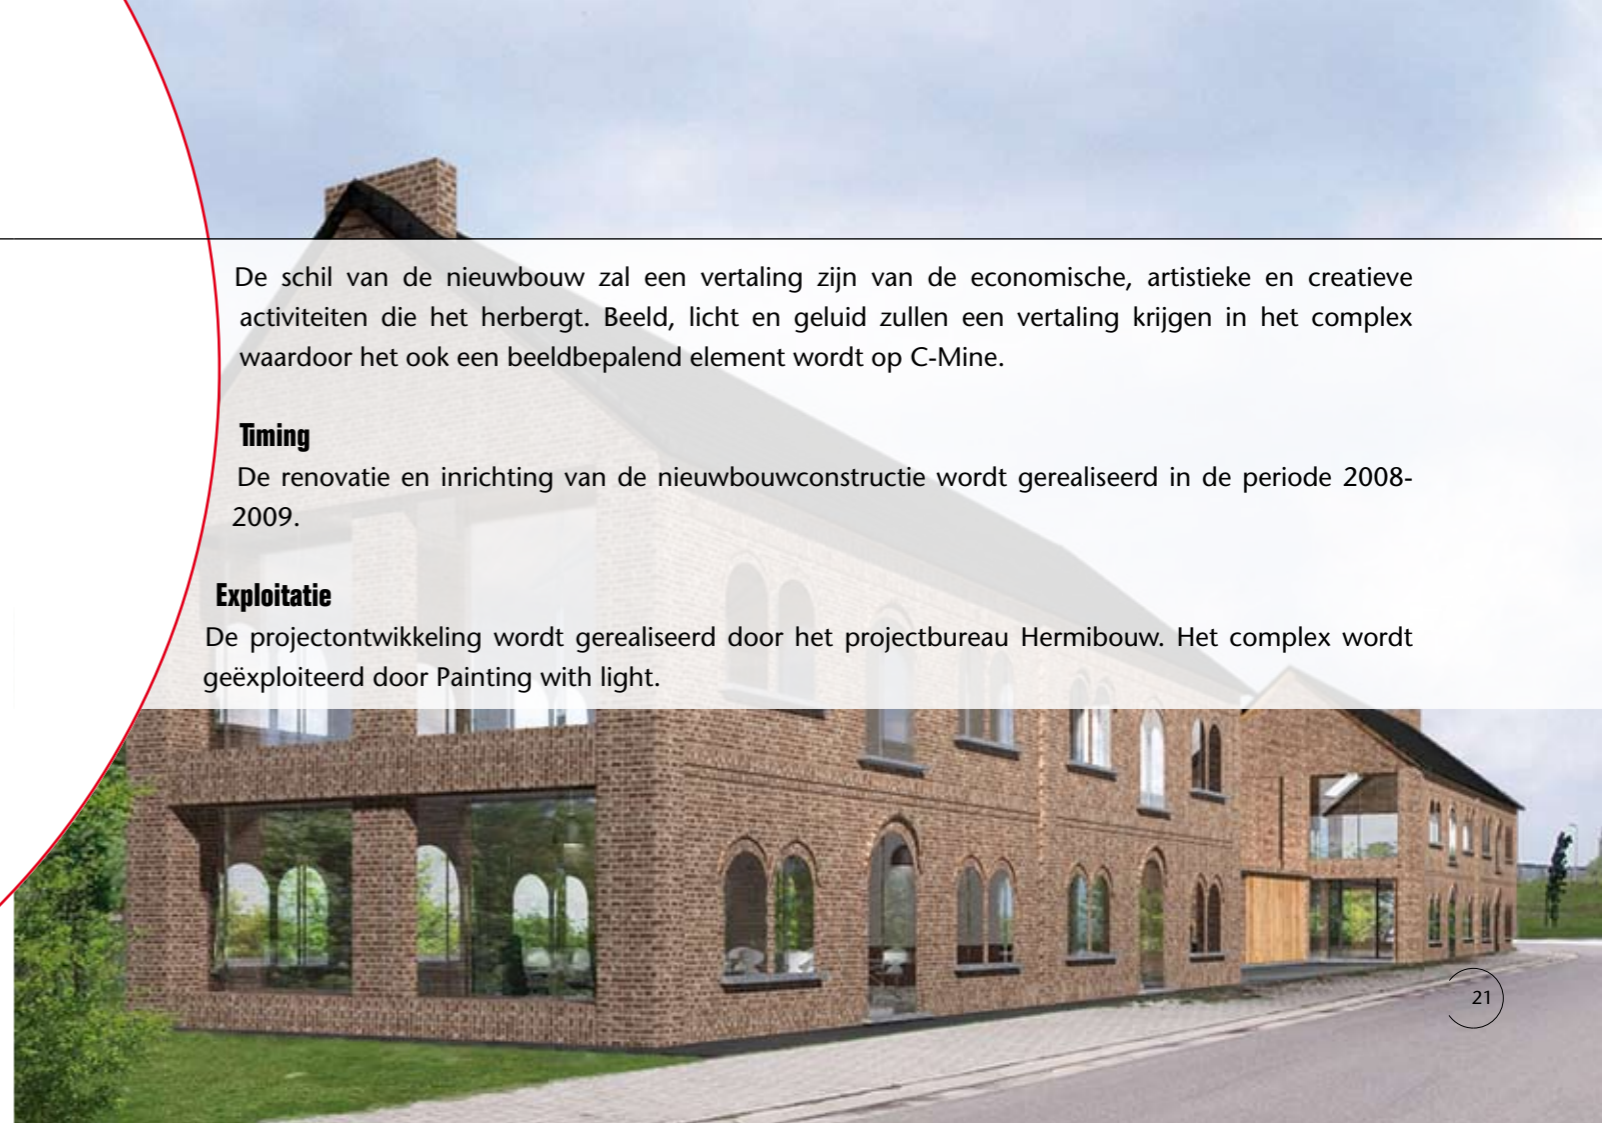 De schil van de nieuwbouw zal een vertaling zijn van de economische, artistieke en creatieve
activiteiten die het herbergt. Beeld, licht en geluid zullen een vertaling krijgen in het complex
waardoor het ook een beeldbepalend element wordt op C-Mine.
Timing
De renovatie en inrichting van de nieuwbouwconstructie wordt gerealiseerd in de periode 2008-
2009.
Exploitatie
De projectontwikkeling wordt gerealiseerd door het projectbureau Hermibouw. Het complex wordt
geëxploiteerd door Painting with light.
21